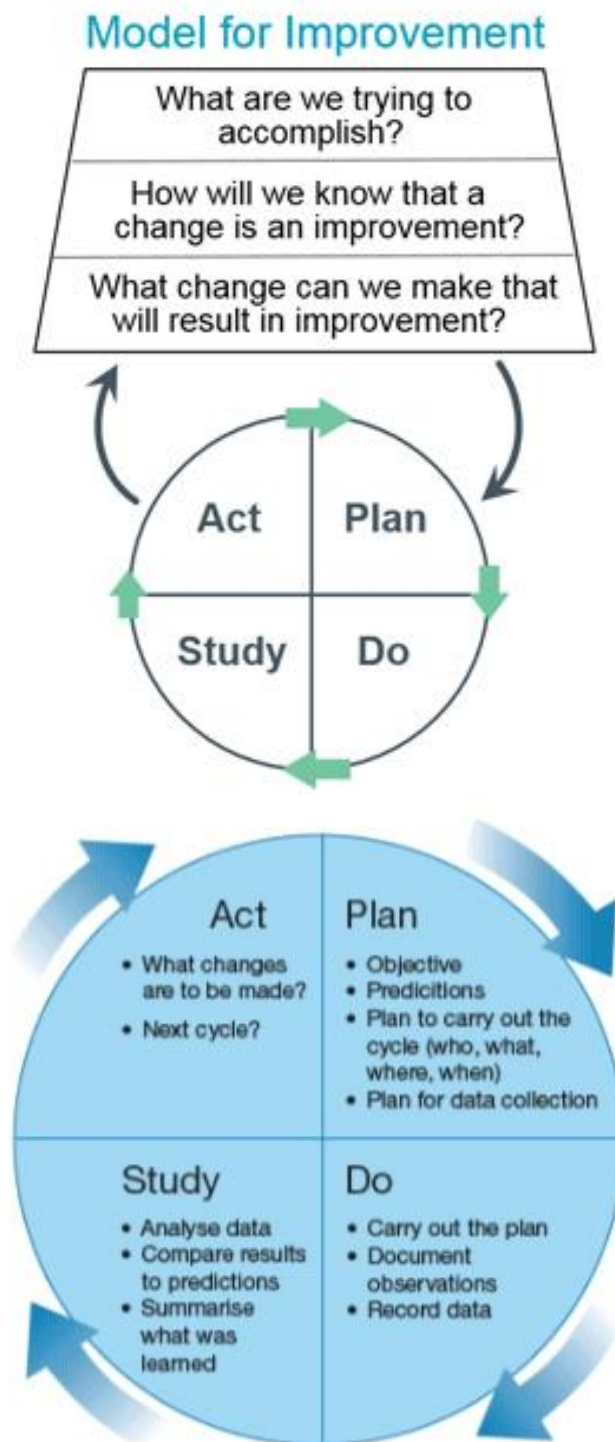 Model for Improvement
What are we trying to
accomplish?
How will we know that a
change is an improvement?
What change can we make that
will result in improvement?
Act
Plan
Study
Do
Act
• What changes
are to be made?
• Next cycle?
Plan
• Objective
• Predicitions
• Plan to carry out the
cycle (who, what,
where, when)
• Plan for data collection
Study
• Analyse data
• Compare results
to predictions
• Summarise
what was
learned
Do
• Carry out the plan
• Document
observations
• Record data